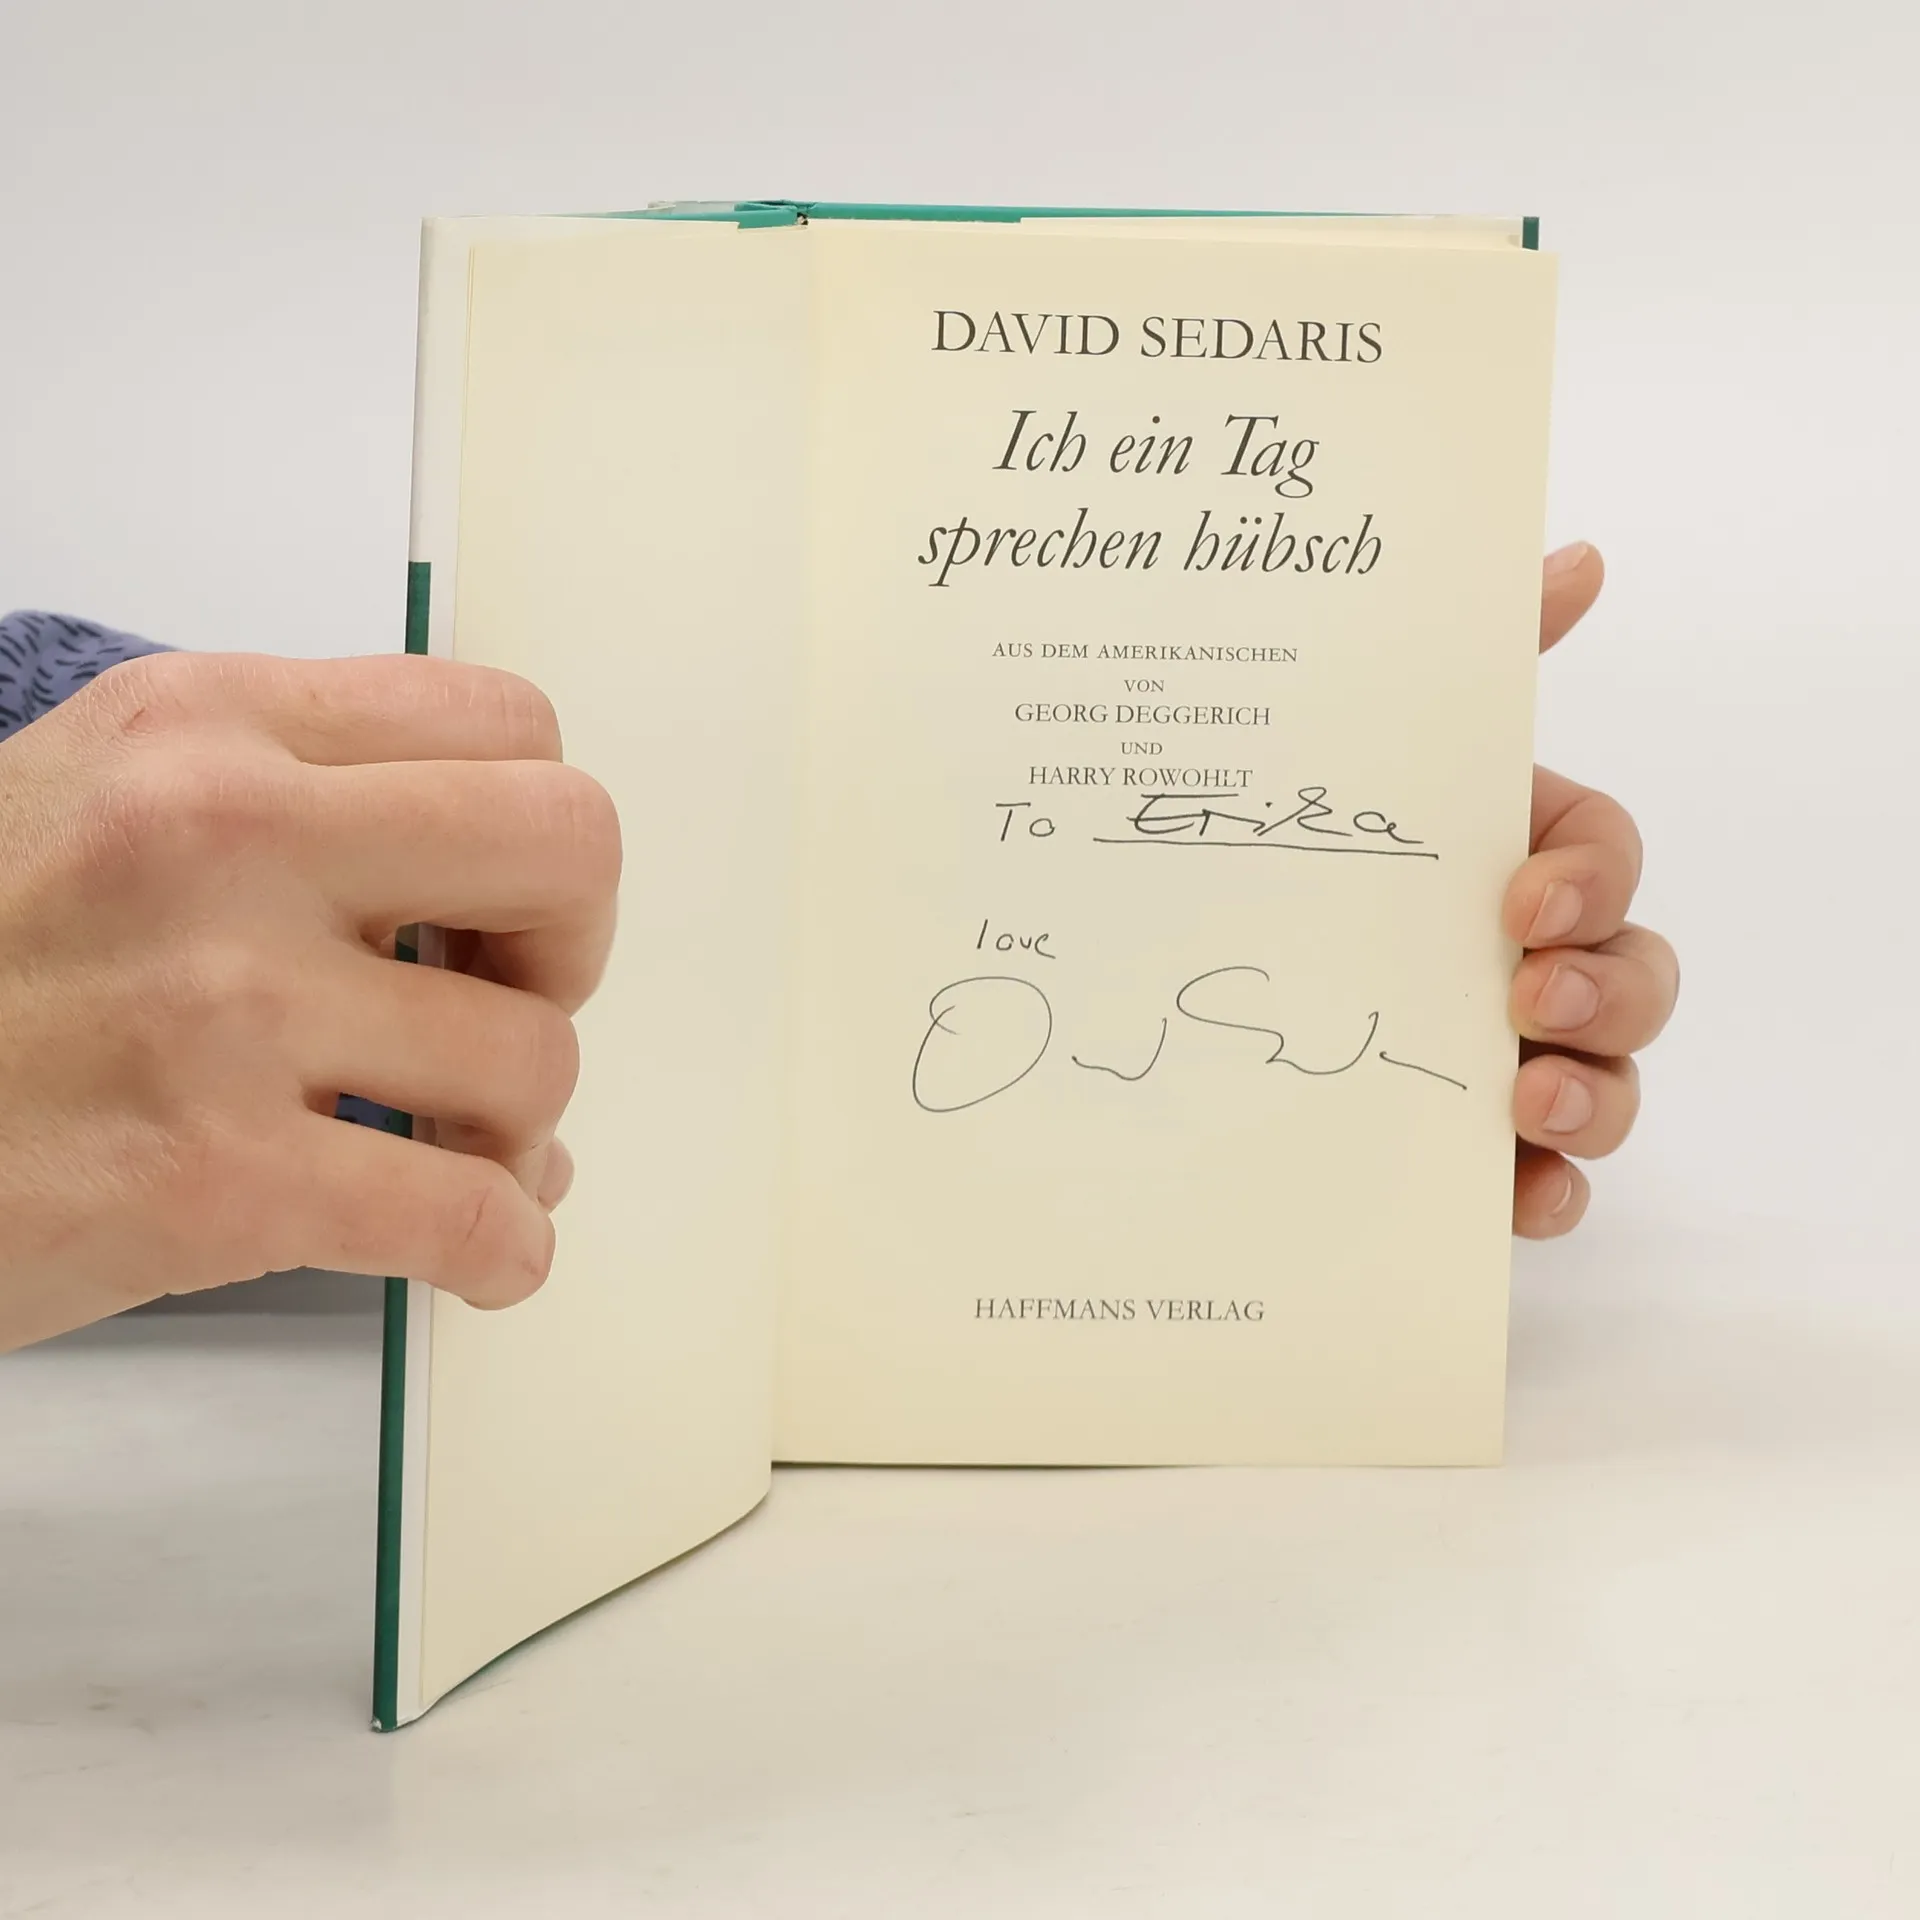 DAVID SEDARIS
Ich ein Tag
sprechen hübsch
AUS DEM AMERIKANISCHEN
VON
GEORG DEGGERICH
UND
HARRY ROWOHLT
To Erika
love
HAFFMANS VERLAG